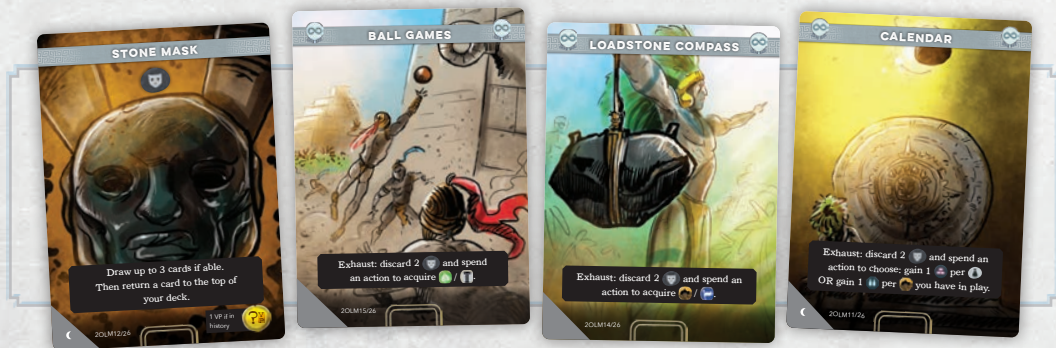 STONE MASK
Draw up to 3 cards if able.
Then return a card to the top of
your deck.
1 VP if in
history
?VP
2OLM12/26
BALL GAMES
Exhaust: discard 2 and spend
an action to acquire / .
2OLM15/26
LOADSTONE COMPASS
Exhaust: discard 2 and spend an
action to acquire / .
2OLM14/26
CALENDAR
Exhaust: discard 2 and spend an
action to choose: gain 1 per
OR gain 1 per you have in play.
2OLM11/26